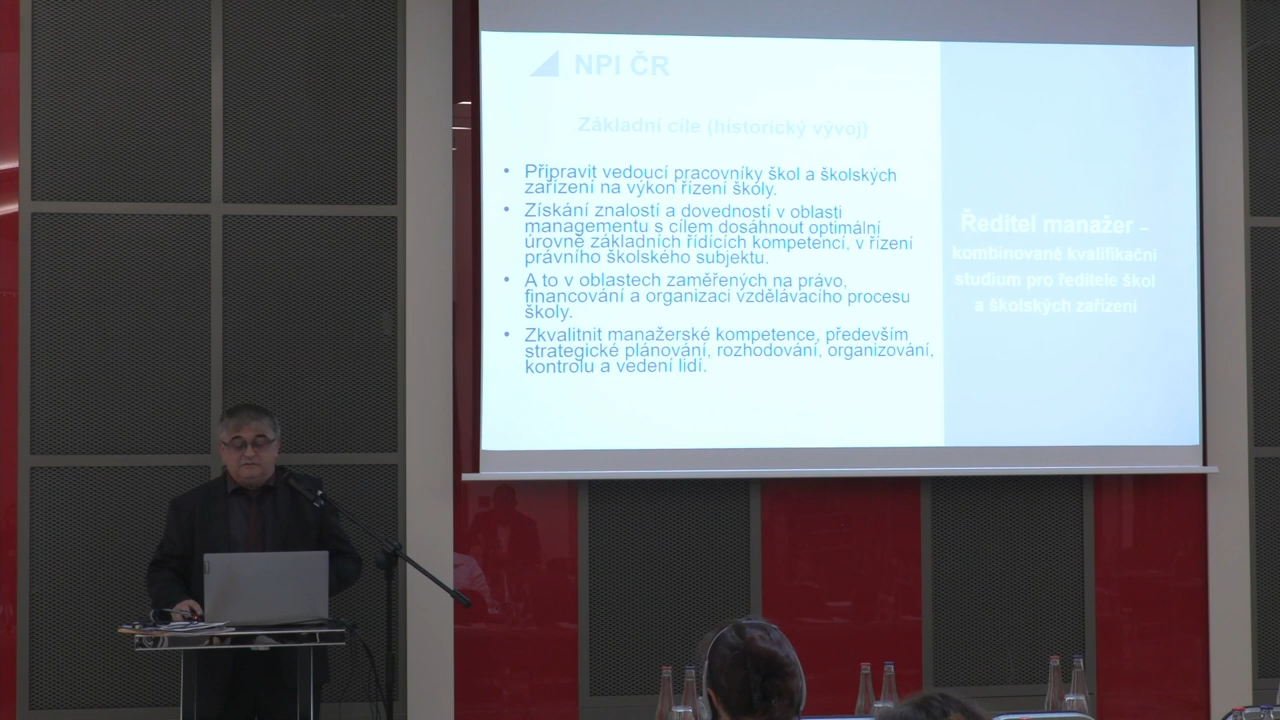 NPI ČR
Základní cíle (historický vývoj)
• Připravit vedoucí pracovníky škol a školských
zařízení na výkon řízení školy.
• Získání znalostí a dovedností v oblasti
managementu s cílem dosáhnout optimální
úrovně základních řídících kompetencí, v řízení
právního školského subjektu.
• A to v oblastech zaměřených na právo,
financování a organizaci vzdělávacího procesu
školy.
• Zkvalitnit manažerské kompetence, především
strategické plánování, rozhodování, organizování,
kontrolu a vedení lidí.
Ředitel manažer –
kombinované kvalifikační
studium pro ředitele škol
a školských zařízení